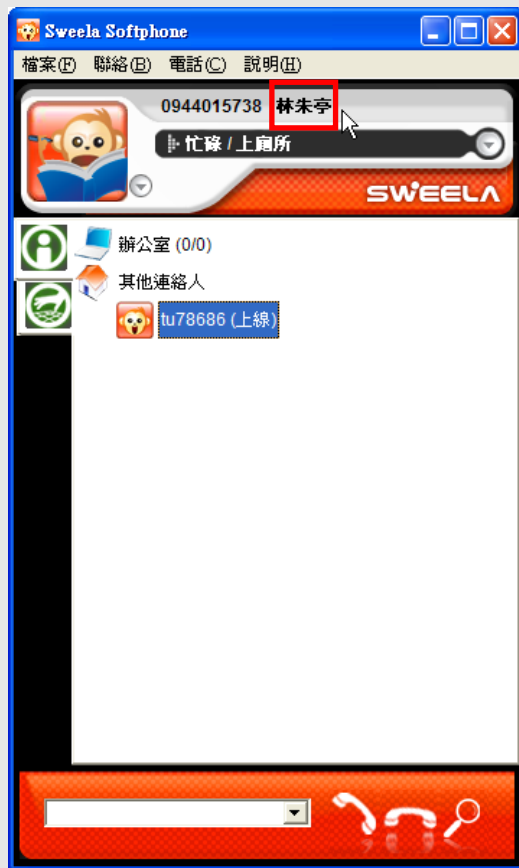 Sweela Softphone
檔案(F) 聯絡(B) 電話(C) 説明(H)
0944015738 林朱亭
忙碌 / 上廁所
SWEELA
辦公室 (0/0)
其他連絡人
tu78686 (上線)